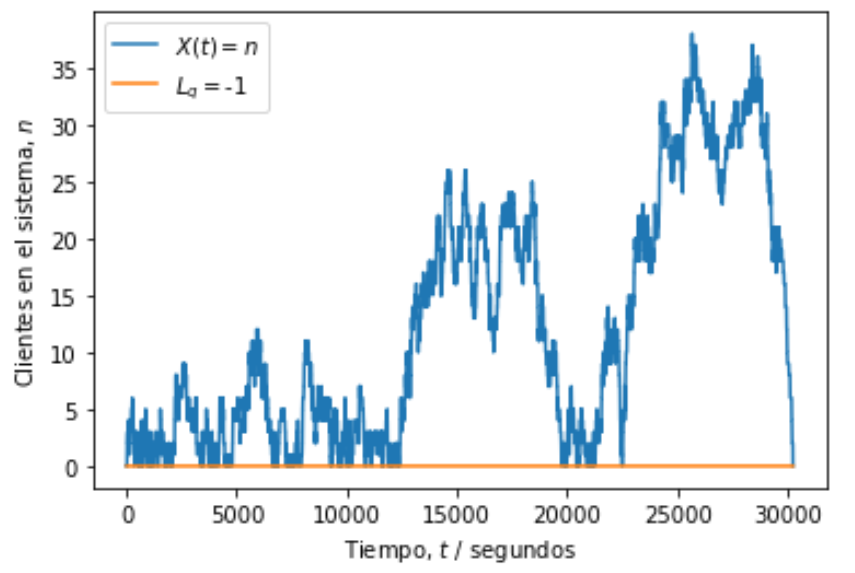 X(t) = n
L_q = -1
35
30
25
20
15
10
5
0
Clientes en el sistema, n
0 5000 10000 15000 20000 25000 30000
Tiempo, t / segundos